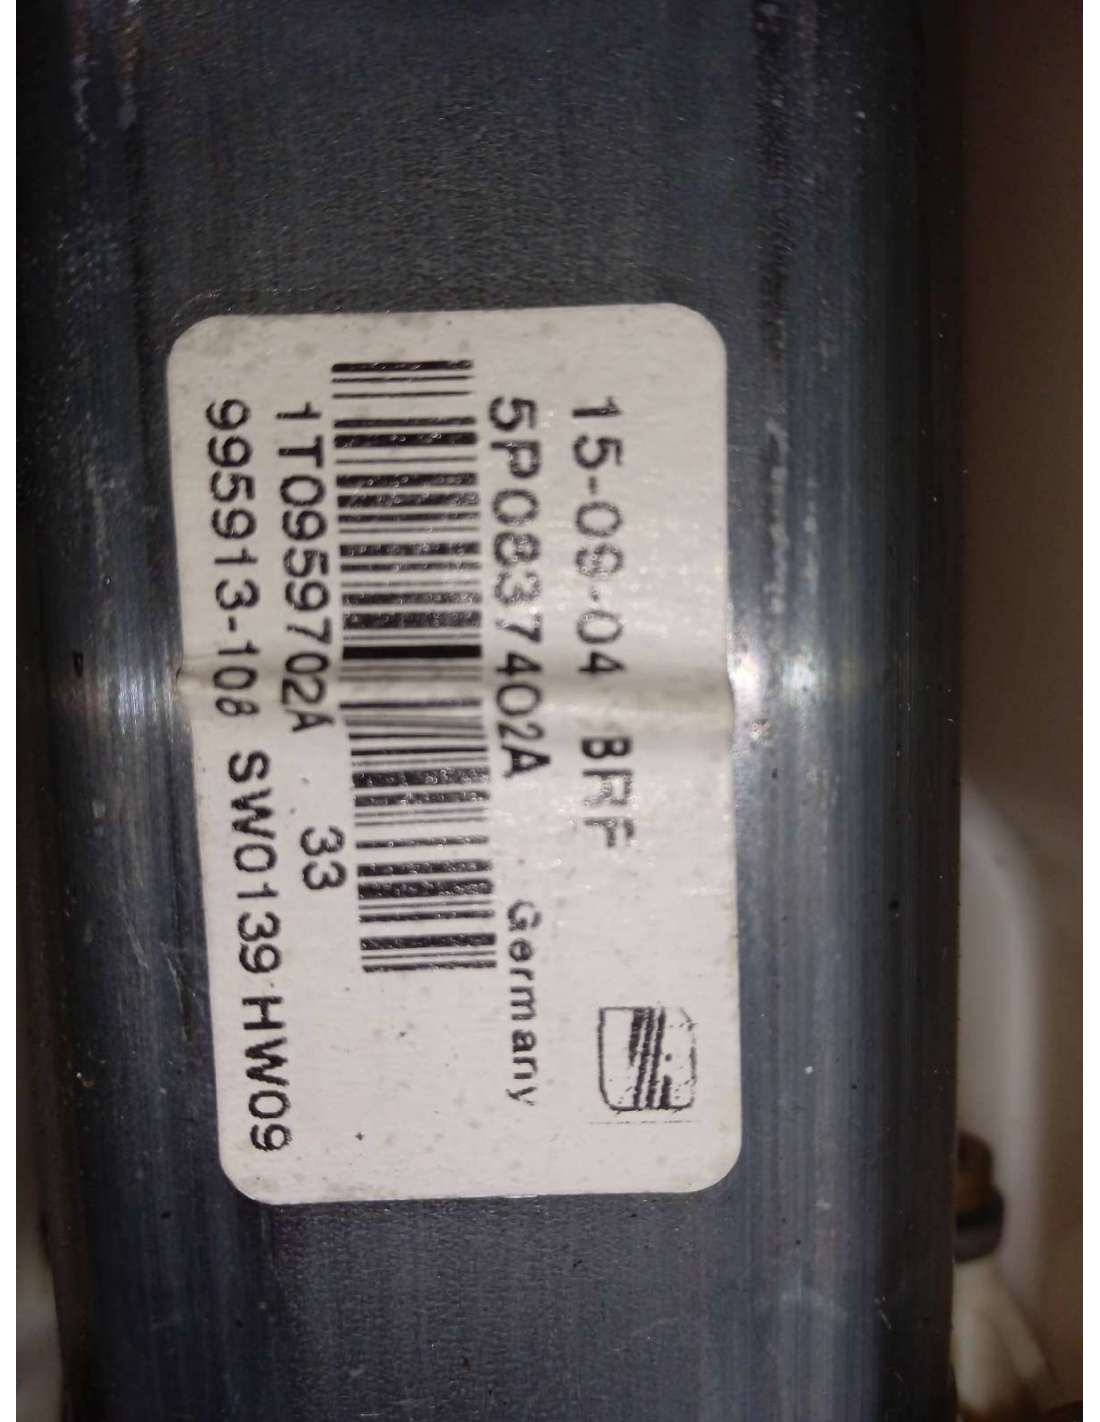 15-09-04 BRF
5P0837402A Germany
1T0959702A 33
995913-108 SW0139 HW09